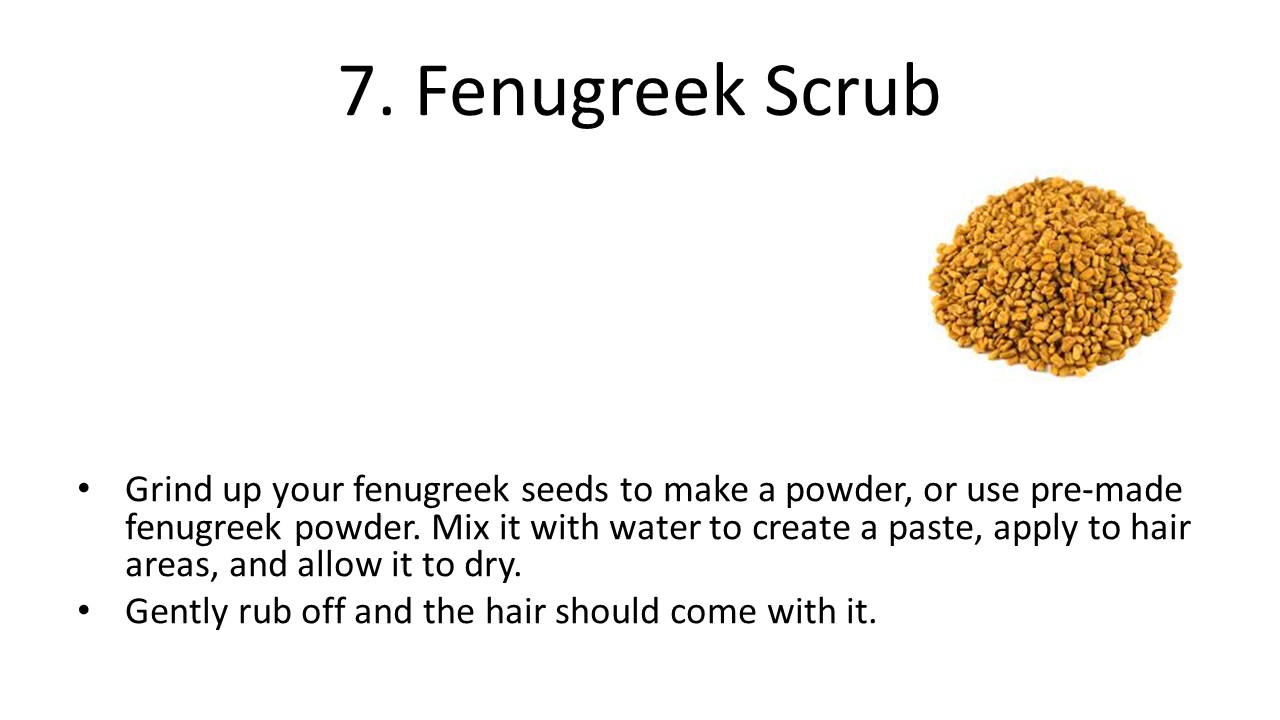 7. Fenugreek Scrub
• Grind up your fenugreek seeds to make a powder, or use pre-made
fenugreek powder. Mix it with water to create a paste, apply to hair
areas, and allow it to dry.
• Gently rub off and the hair should come with it.